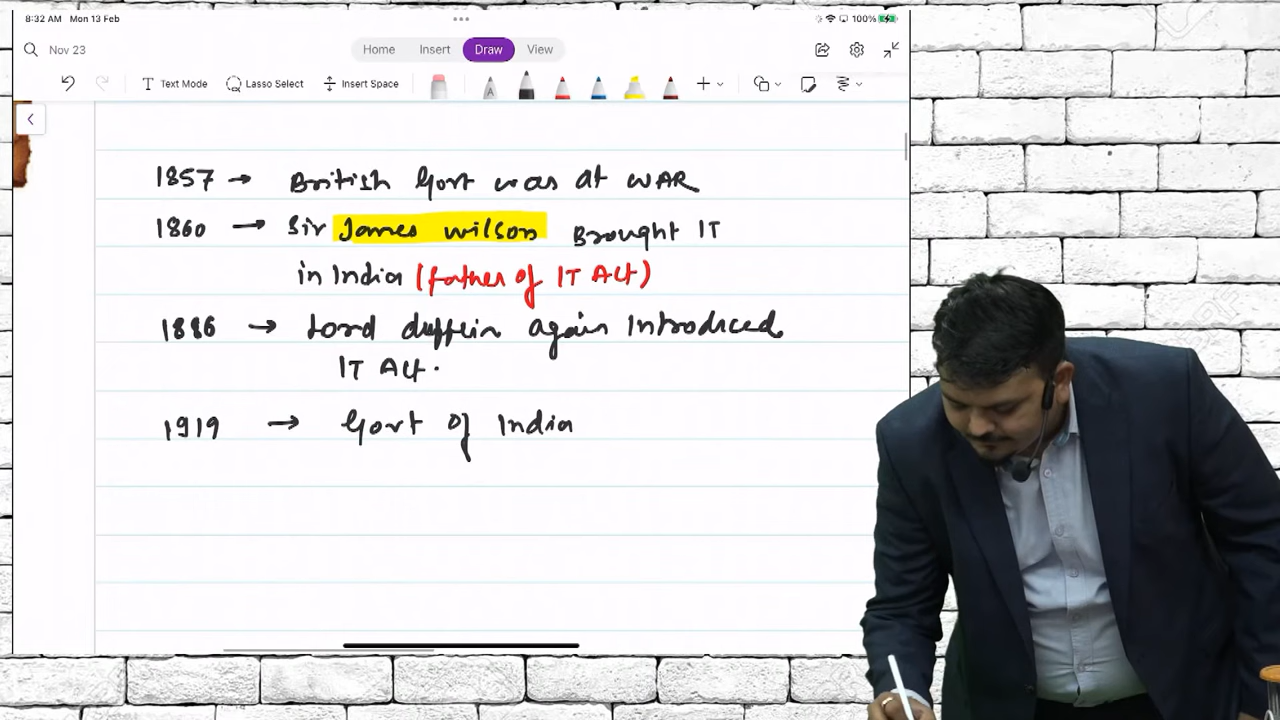 8:32 AM Mon 13 Feb
100%
Nov 23
Home Insert Draw View
Text Mode Lasso Select Insert Space
1857 → British Govt was at WAR
1860 → Sir James Wilson Brought IT
in India (father of IT Act)
1886 → Lord dufferin again Introduced
IT Act.
1919 → Govt of India